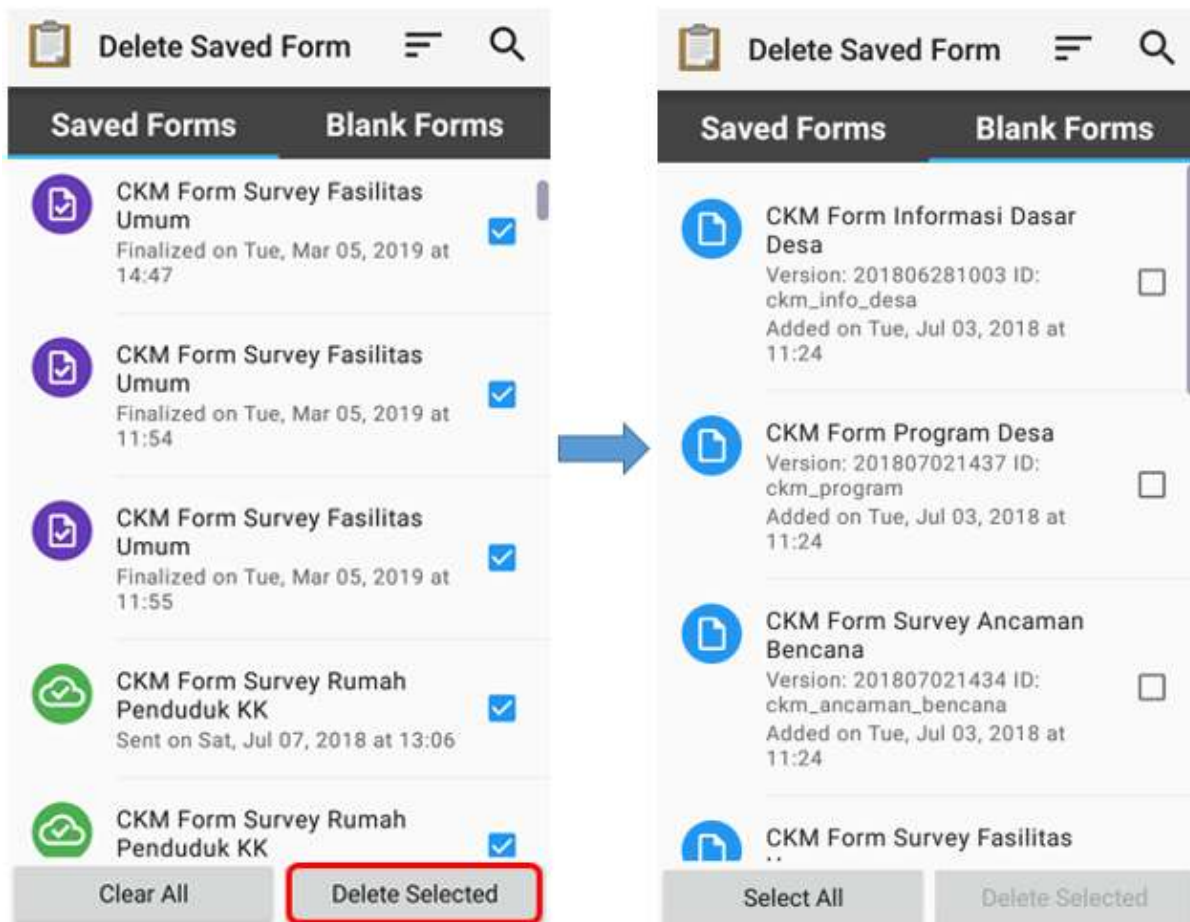 Delete Saved Form
Saved Forms
Blank Forms
CKM Form Survey Fasilitas
Umum
Finalized on Tue, Mar 05, 2019 at
14:47
CKM Form Survey Fasilitas
Umum
Finalized on Tue, Mar 05, 2019 at
11:54
CKM Form Survey Fasilitas
Umum
Finalized on Tue, Mar 05, 2019 at
11:55
CKM Form Survey Rumah
Penduduk KK
Sent on Sat, Jul 07, 2018 at 13:06
CKM Form Survey Rumah
Penduduk KK
Clear All
Delete Selected
Delete Saved Form
Saved Forms
Blank Forms
CKM Form Informasi Dasar
Desa
Version: 201806281003 ID:
ckm_info_desa
Added on Tue, Jul 03, 2018 at
11:24
CKM Form Program Desa
Version: 201807021437 ID:
ckm_program
Added on Tue, Jul 03, 2018 at
11:24
CKM Form Survey Ancaman
Bencana
Version: 201807021434 ID:
ckm_ancaman_bencana
Added on Tue, Jul 03, 2018 at
11:24
CKM Form Survey Fasilitas
Select All
Delete Selected